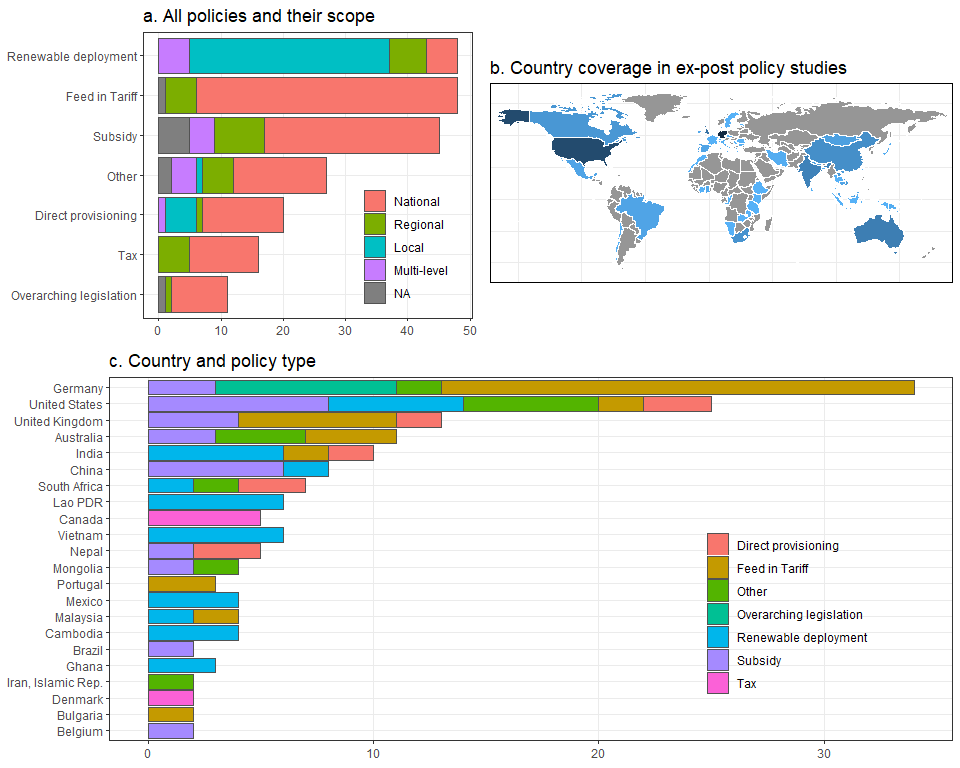 a. All policies and their scope
Renewable deployment
Feed in Tariff
Subsidy
Other
Direct provisioning
Tax
Overarching legislation
National
Regional
Local
Multi-level
NA
0 10 20 30 40 50
b. Country coverage in ex-post policy studies
c. Country and policy type
Germany
United States
United Kingdom
Australia
India
China
South Africa
Lao PDR
Canada
Vietnam
Nepal
Mongolia
Portugal
Mexico
Malaysia
Cambodia
Brazil
Ghana
Iran, Islamic Rep.
Denmark
Bulgaria
Belgium
Direct provisioning
Feed in Tariff
Other
Overarching legislation
Renewable deployment
Subsidy
Tax
0 10 20 30